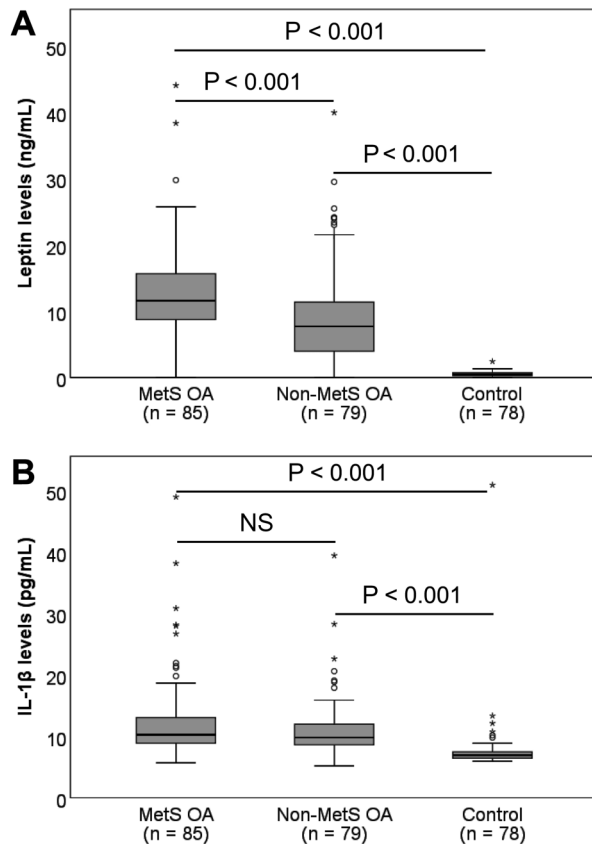 A
P < 0.001
P < 0.001
P < 0.001
Leptin levels (ng/mL)
50
40
30
20
10
0
MetS OA
(n = 85)
Non-MetS OA
(n = 79)
Control
(n = 78)
B
P < 0.001
NS
P < 0.001
IL-1β levels (pg/mL)
50
40
30
20
10
0
MetS OA
(n = 85)
Non-MetS OA
(n = 79)
Control
(n = 78)